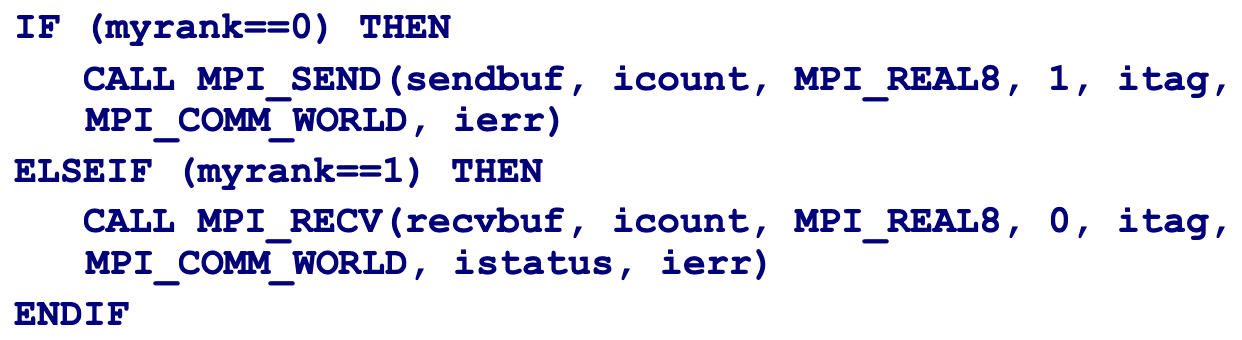 IF (myrank==0) THEN
CALL MPI_SEND(sendbuf, icount, MPI_REAL8, 1, itag,
MPI_COMM_WORLD, ierr)
ELSEIF (myrank==1) THEN
CALL MPI_RECV(recvbuf, icount, MPI_REAL8, 0, itag,
MPI_COMM_WORLD, istatus, ierr)
ENDIF